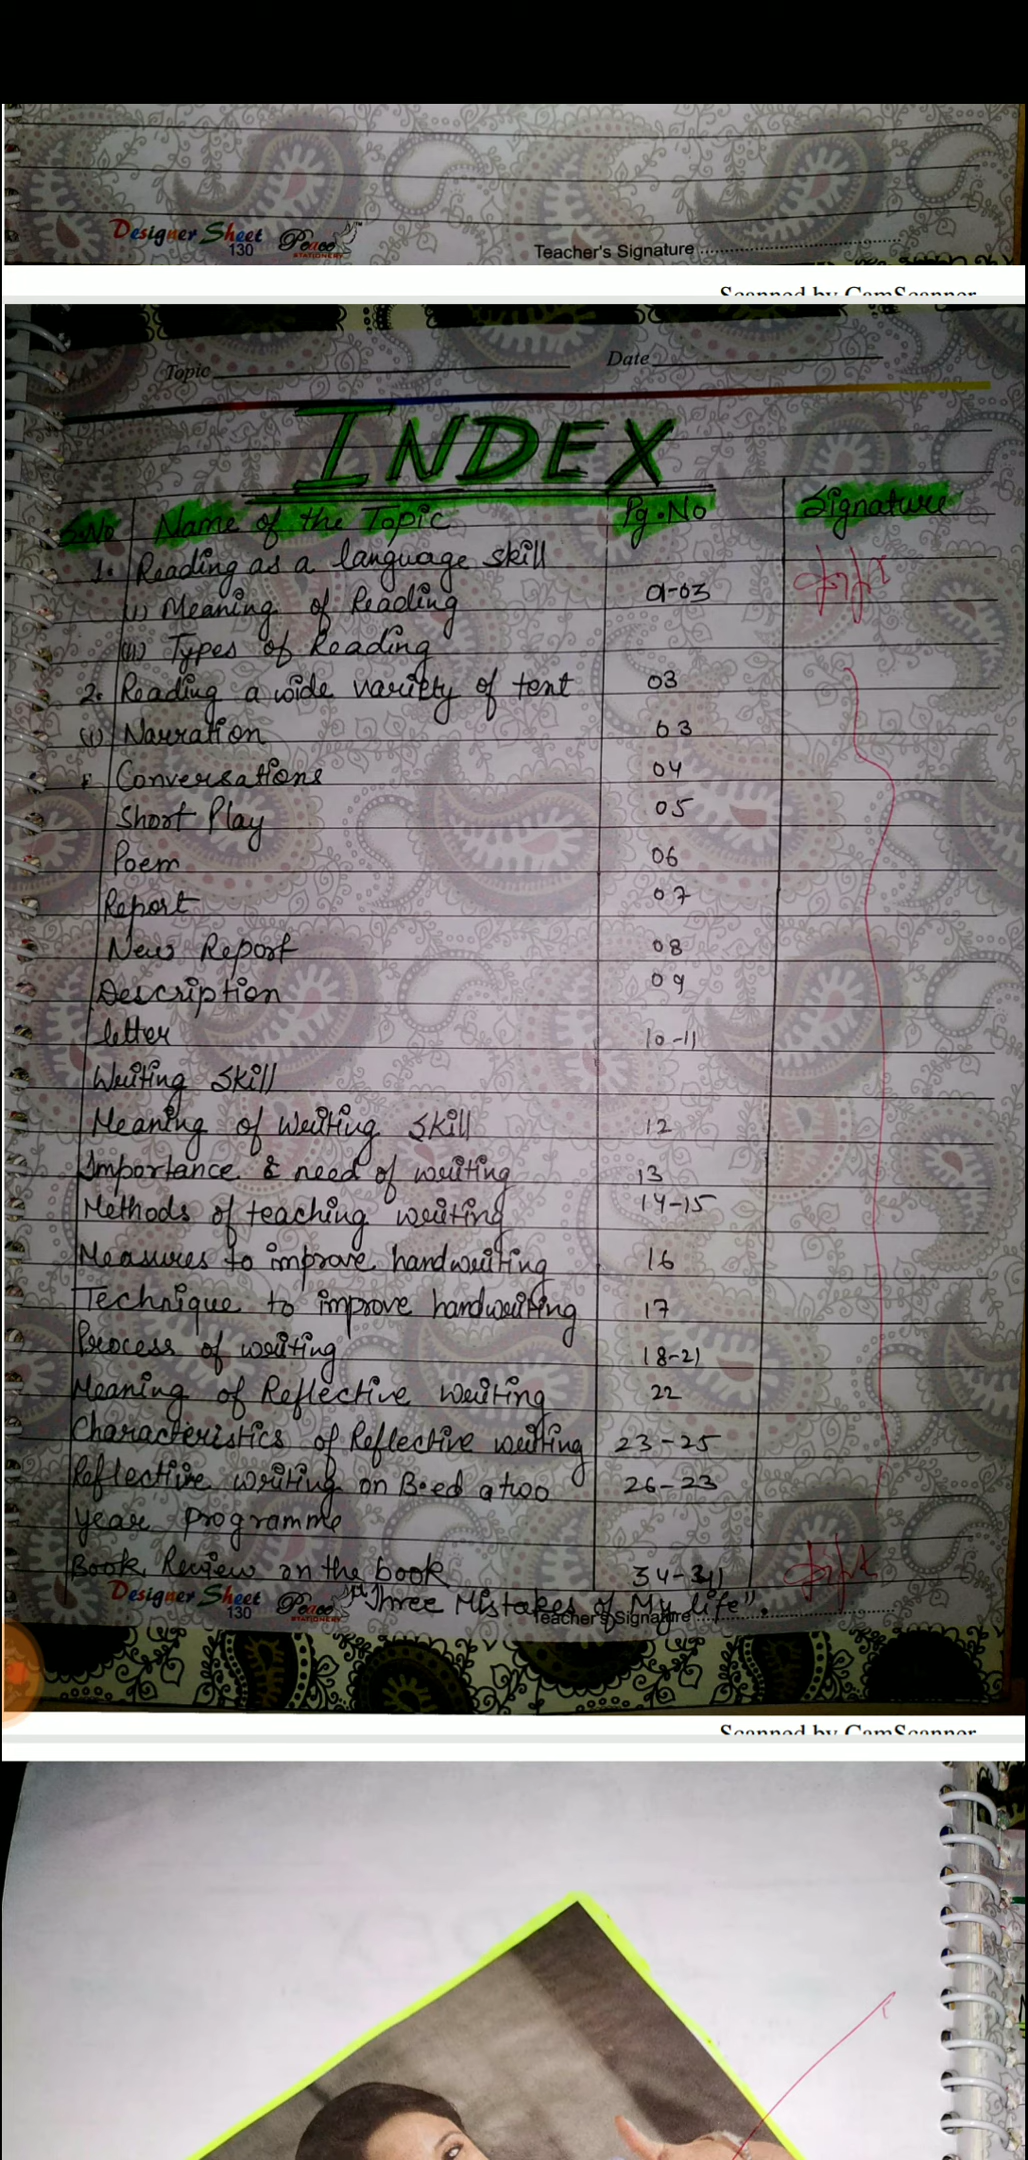 Designer Sheet
130
Peace
STATIONERY
Teacher's Signature
Scanned by CamScanner
Topic
Date
INDEX
S.No Name of the Topic Pg.No Signature
1. Reading as a language skill
(i) Meaning of Reading 01-03
(ii) Types of Reading
2. Reading a wide variety of tent 03
(i) Narration 03
Conversations 04
Short Play 05
Poem 06
Report 07
New Report 08
Description 09
letter 10-11
Writing Skill
Meaning of Writing Skill 12
Importance & need of writing 13
Methods of teaching writing 14-15
Measures to improve handwriting 16
Technique to improve handwriting 17
Process of writing 18-21
Meaning of Reflective writing 22
Characteristics of Reflective writing 23-25
Reflective writing on B.ed a two 26-23
year programme
Book Review on the book
"Three Mistakes of My life".
Designer Sheet
130
Peace
STATIONERY
Teacher's Signature
Scanned by CamScanner